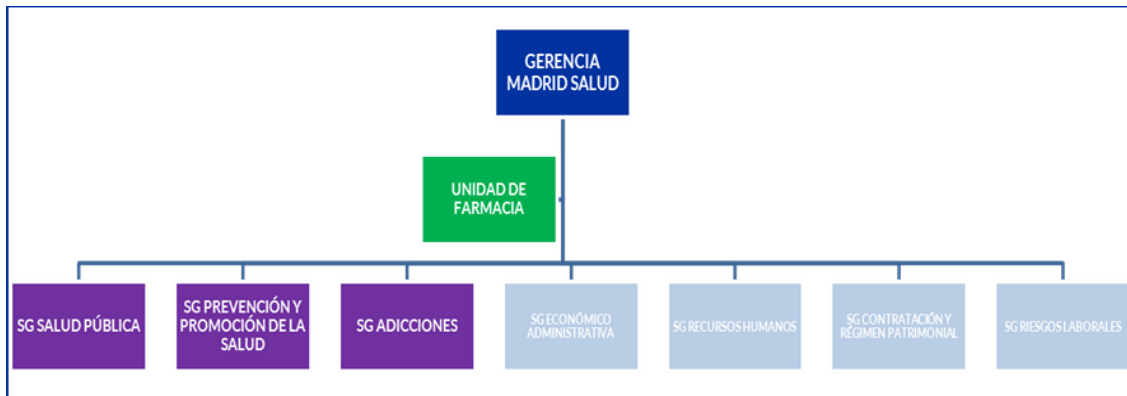 GERENCIA
MADRID SALUD
UNIDAD DE
FARMACIA
SG SALUD PÚBLICA
SG PREVENCIÓN Y
PROMOCIÓN DE LA
SALUD
SG ADICCIONES
SG ECONÓMICO
ADMINISTRATIVA
SG RECURSOS HUMANOS
SG CONTRATACIÓN Y
RÉGIMEN PATRIMONIAL
SG RIESGOS LABORALES